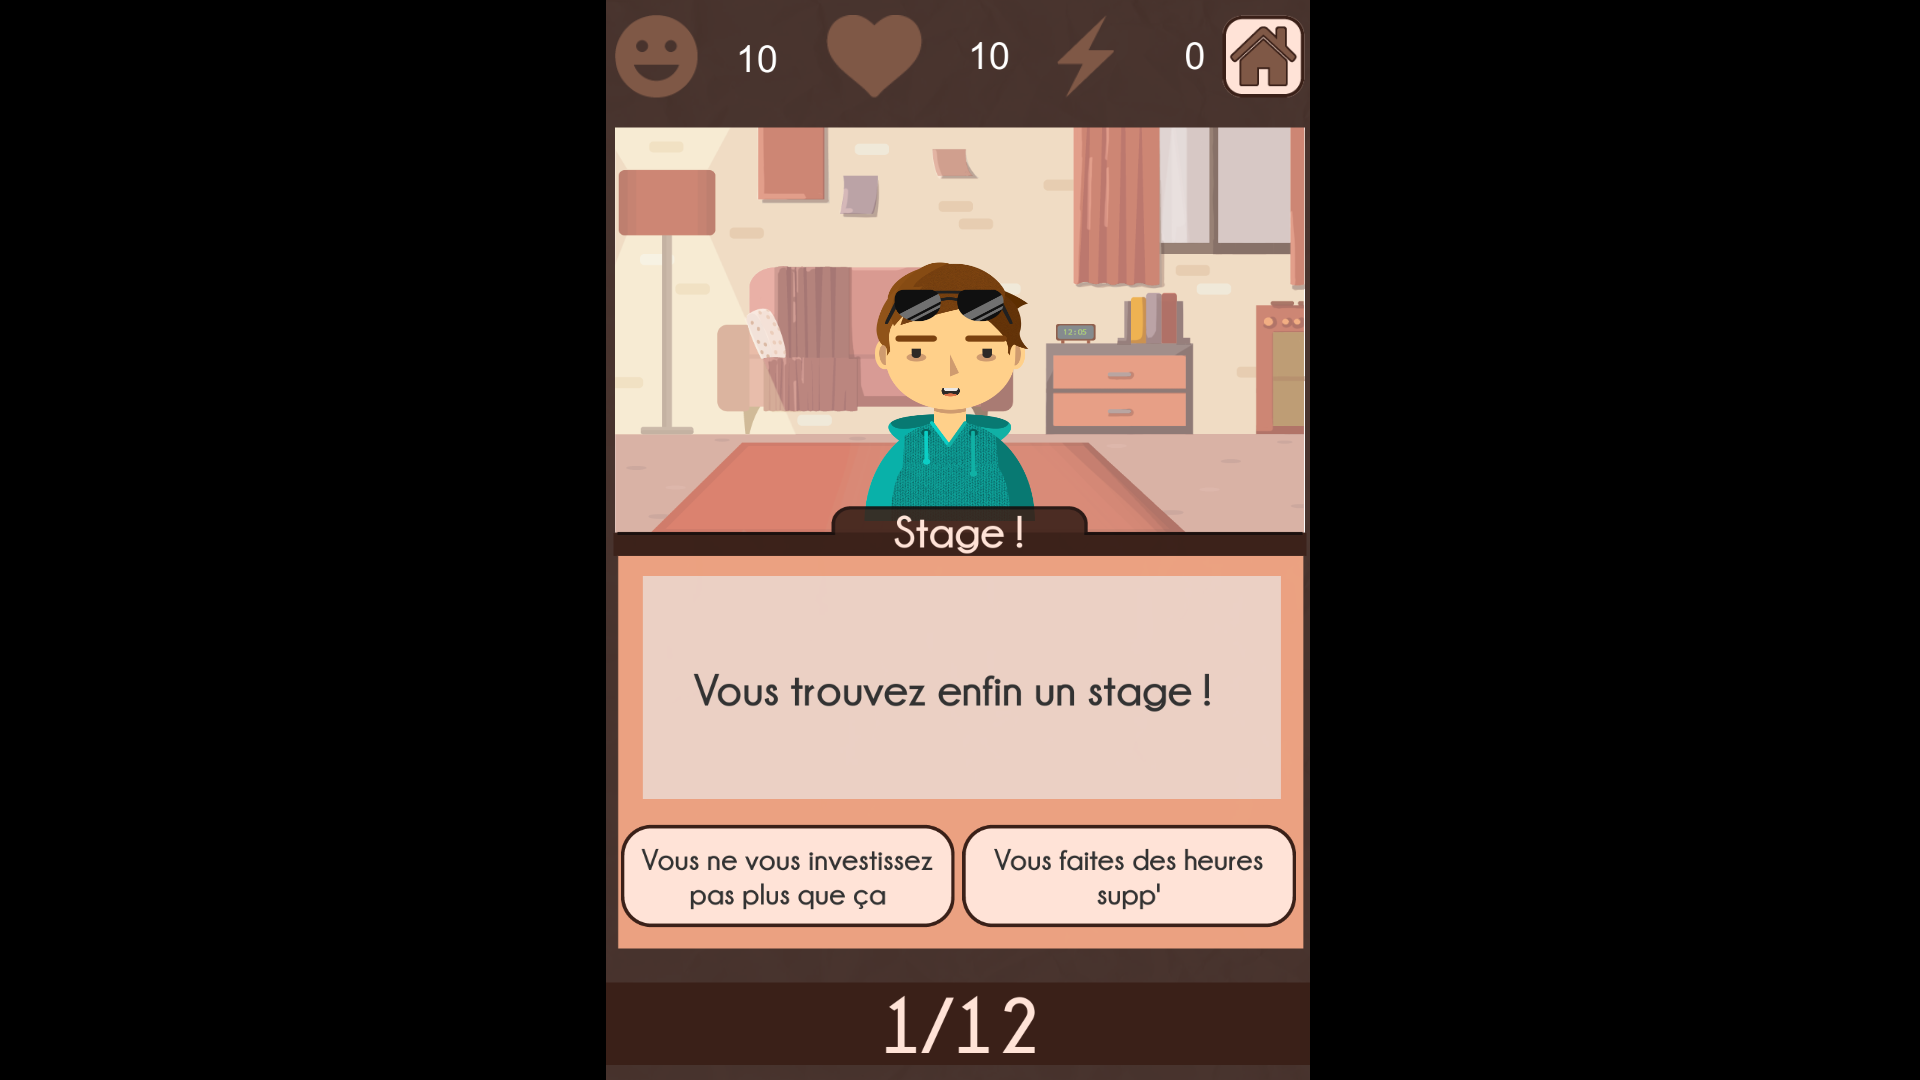 10 10 0
12:05
Stage !
Vous trouvez enfin un stage !
Vous ne vous investissez
pas plus que ça
Vous faites des heures
supp'
1/12